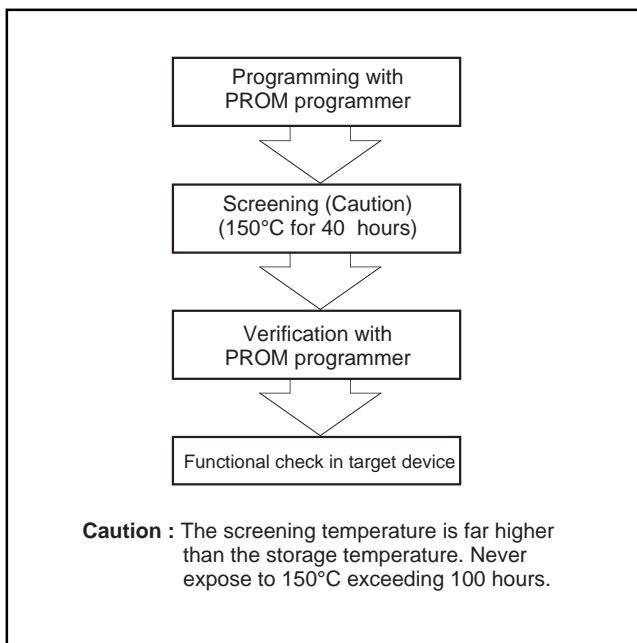 Programming with
PROM programmer
Screening (Caution)
(150°C for 40 hours)
Verification with
PROM programmer
Functional check in target device
Caution : The screening temperature is far higher
than the storage temperature. Never
expose to 150°C exceeding 100 hours.